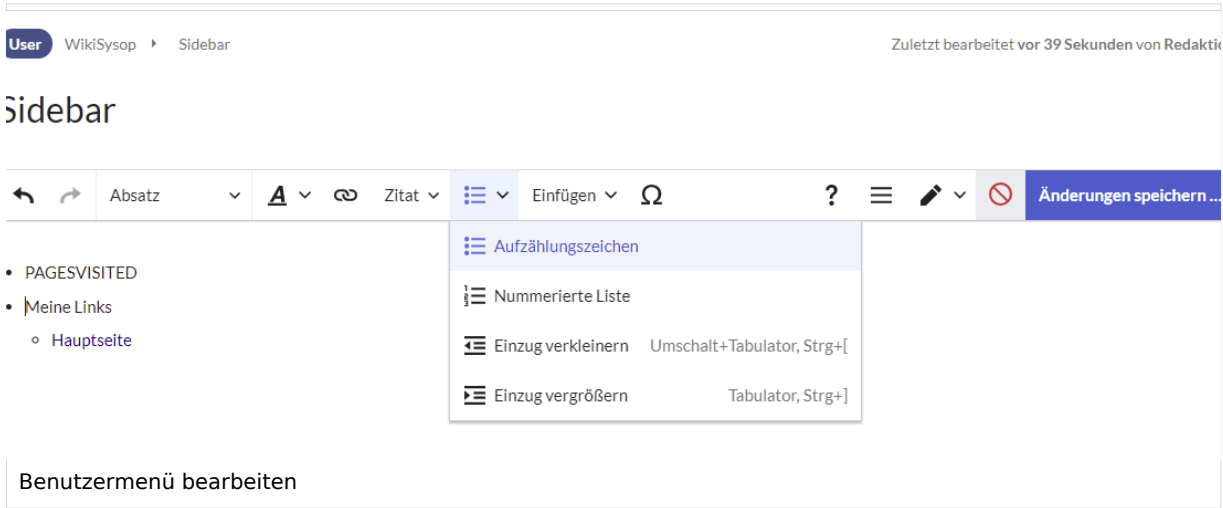 User WikiSysop Sidebar Zuletzt bearbeitet vor 39 Sekunden von Redaktio
Sidebar
Absatz A Zitat Einfügen Ω ? Änderungen speichern ...
Aufzählungszeichen
PAGESVISITED
Nummerierte Liste
Meine Links
Hauptseite
Einzug verkleinern Umschalt+Tabulator, Strg+[
Einzug vergrößern Tabulator, Strg+]
Benutzermenü bearbeiten